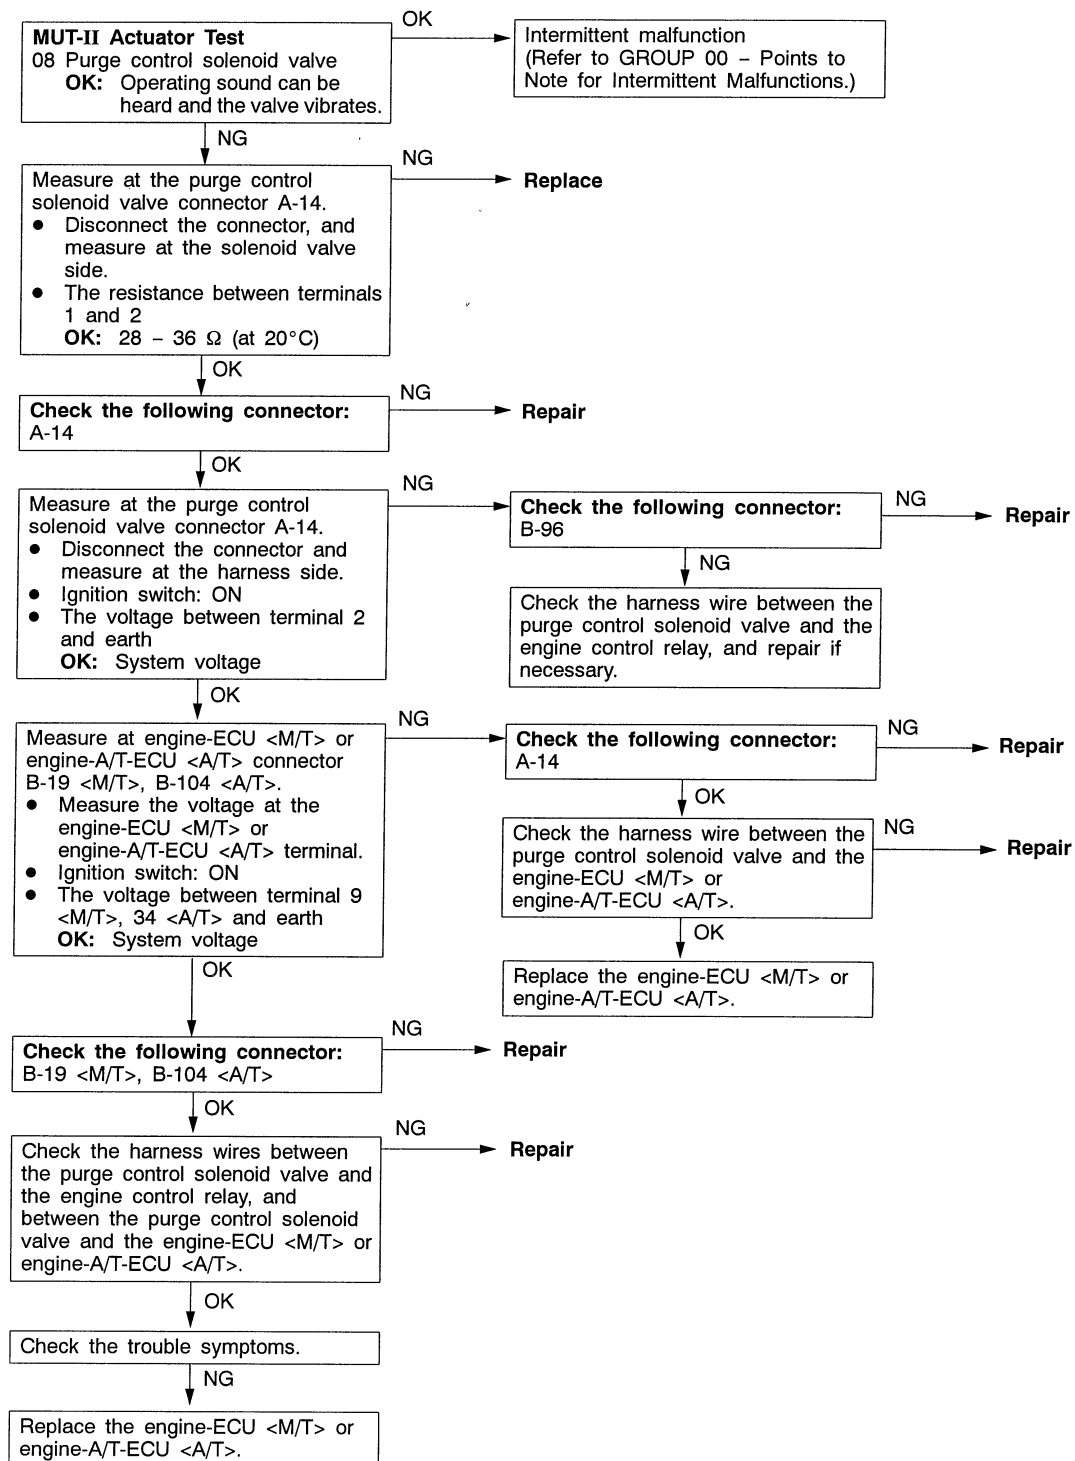 OK
MUT-II Actuator Test
08 Purge control solenoid valve
OK: Operating sound can be
heard and the valve vibrates.
Intermittent malfunction
(Refer to GROUP 00 – Points to
Note for Intermittent Malfunctions.)
NG
NG
Measure at the purge control
solenoid valve connector A-14.
● Disconnect the connector, and
measure at the solenoid valve
side.
● The resistance between terminals
1 and 2
OK: 28 – 36 Ω (at 20°C)
Replace
OK
NG
Check the following connector:
A-14
Repair
OK
NG
Measure at the purge control
solenoid valve connector A-14.
● Disconnect the connector and
measure at the harness side.
● Ignition switch: ON
● The voltage between terminal 2
and earth
OK: System voltage
Check the following connector:
B-96
NG
Repair
NG
Check the harness wire between the
purge control solenoid valve and the
engine control relay, and repair if
necessary.
OK
NG
Measure at engine-ECU <M/T> or
engine-A/T-ECU <A/T> connector
B-19 <M/T>, B-104 <A/T>.
● Measure the voltage at the
engine-ECU <M/T> or
engine-A/T-ECU <A/T> terminal.
● Ignition switch: ON
● The voltage between terminal 9
<M/T>, 34 <A/T> and earth
OK: System voltage
Check the following connector:
A-14
NG
Repair
OK
Check the harness wire between the
purge control solenoid valve and the
engine-ECU <M/T> or
engine-A/T-ECU <A/T>.
NG
Repair
OK
Replace the engine-ECU <M/T> or
engine-A/T-ECU <A/T>.
OK
NG
Check the following connector:
B-19 <M/T>, B-104 <A/T>
Repair
OK
NG
Check the harness wires between
the purge control solenoid valve and
the engine control relay, and
between the purge control solenoid
valve and the engine-ECU <M/T> or
engine-A/T-ECU <A/T>.
Repair
OK
Check the trouble symptoms.
NG
Replace the engine-ECU <M/T> or
engine-A/T-ECU <A/T>.